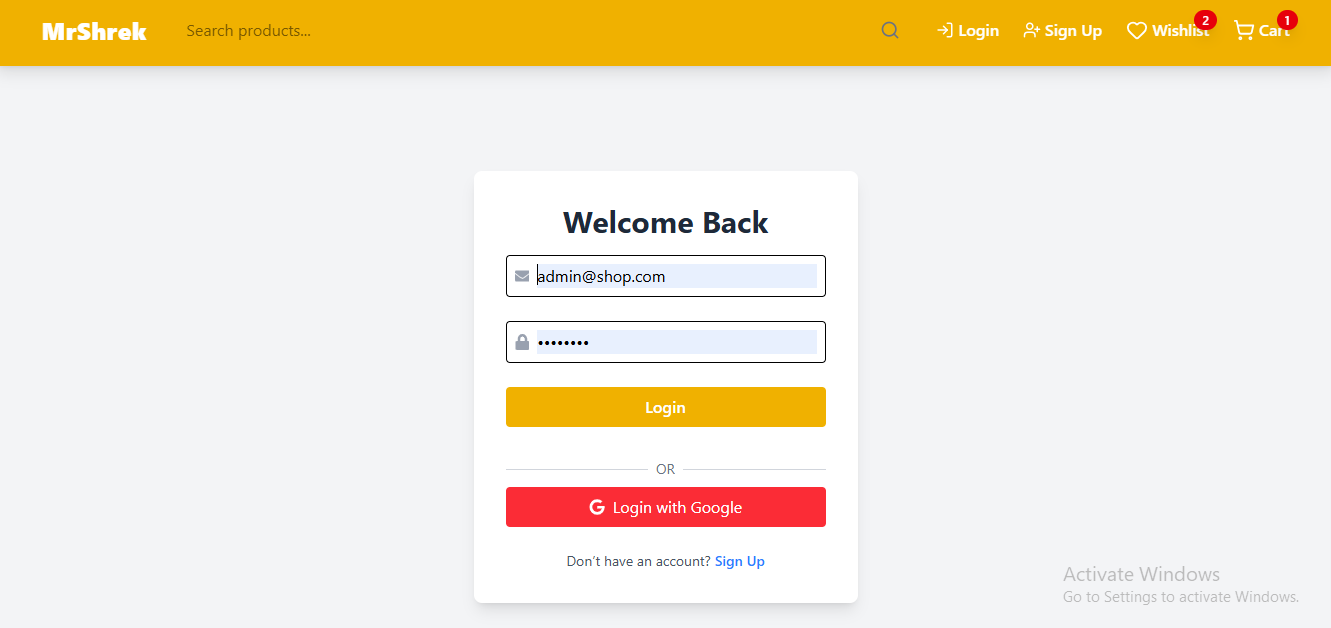 MrShrek Search products... Login Sign Up Wishlist 2 Cart 1
Welcome Back
admin@shop.com
••••••••
Login
OR
G Login with Google
Don't have an account? Sign Up
Activate Windows
Go to Settings to activate Windows.